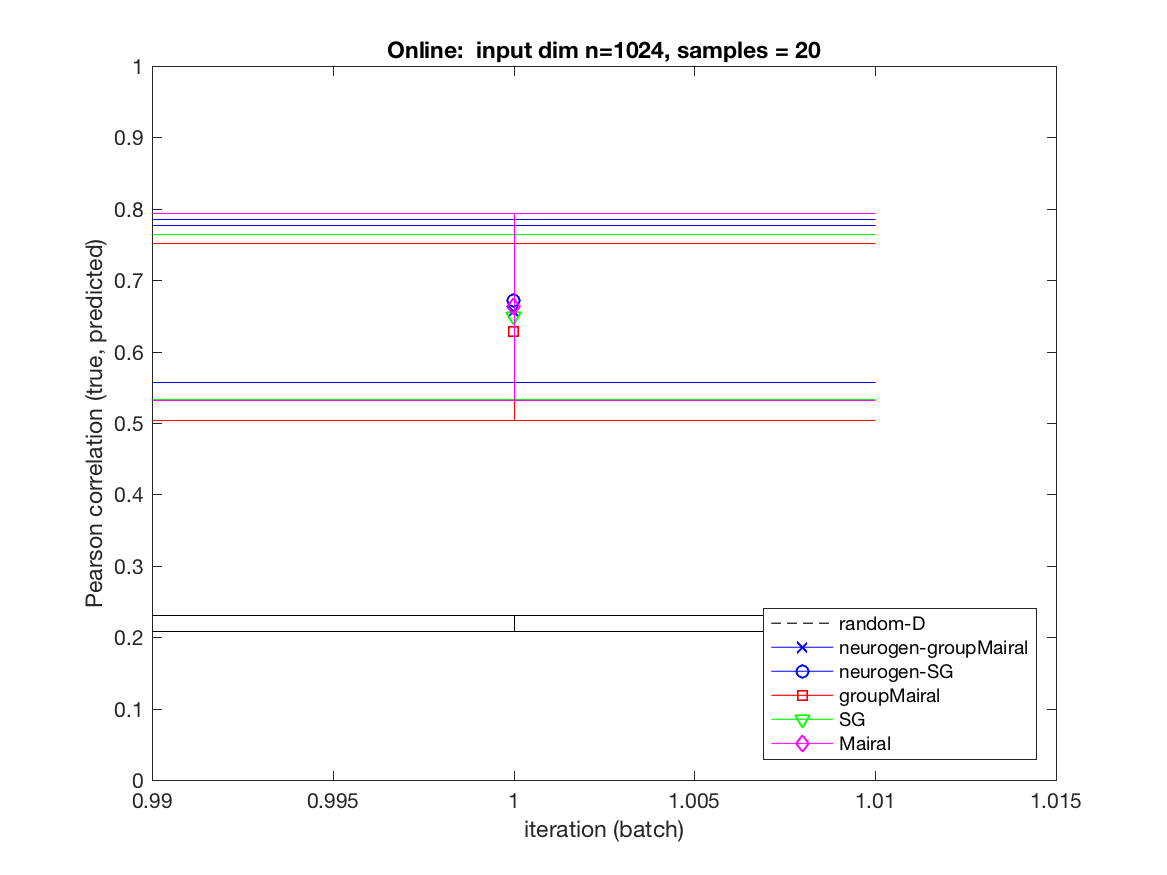 Online:  input dim n=1024, samples = 20
Pearson correlation (true, predicted)
1
0.9
0.8
0.7
0.6
0.5
0.4
0.3
0.2
0.1
0
0.99
0.995
1
1.005
1.01
1.015
iteration (batch)
random-D
neurogen-groupMairal
neurogen-SG
groupMairal
SG
Mairal